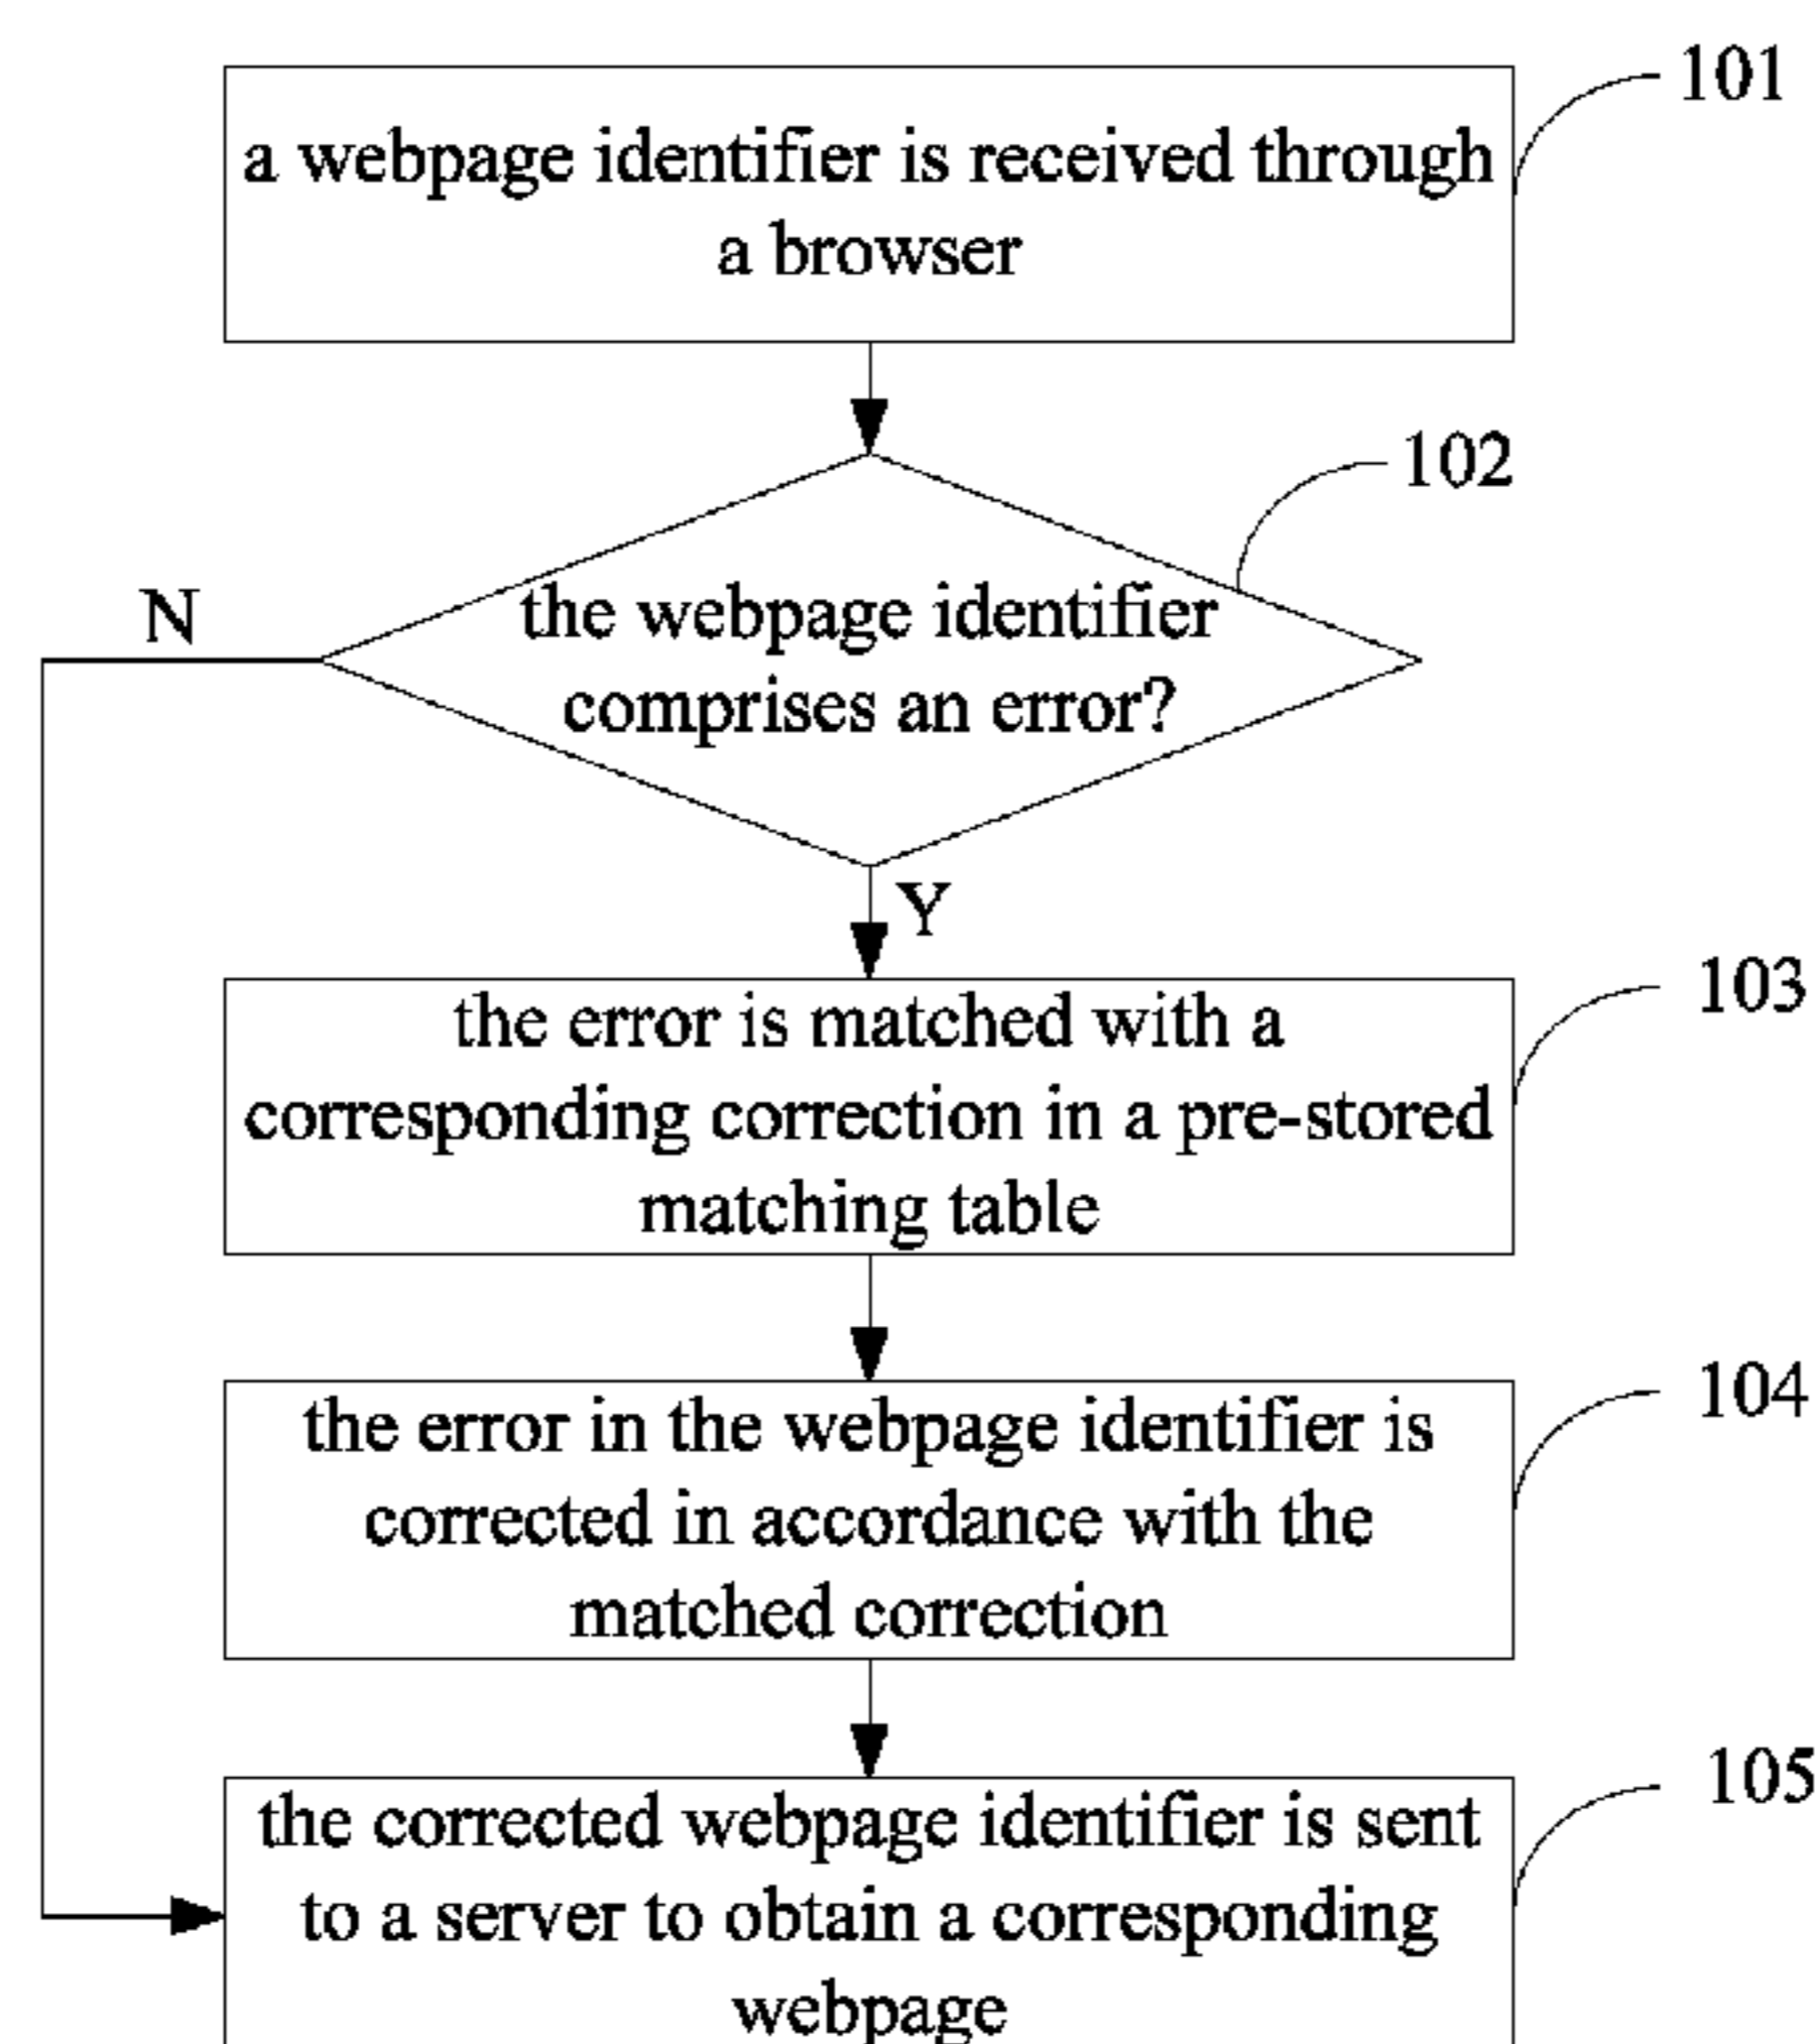 101
a webpage identifier is received through
a browser
102
N
the webpage identifier
comprises an error?
Y
103
the error is matched with a
corresponding correction in a pre-stored
matching table
104
the error in the webpage identifier is
corrected in accordance with the
matched correction
105
the corrected webpage identifier is sent
to a server to obtain a corresponding
webpage